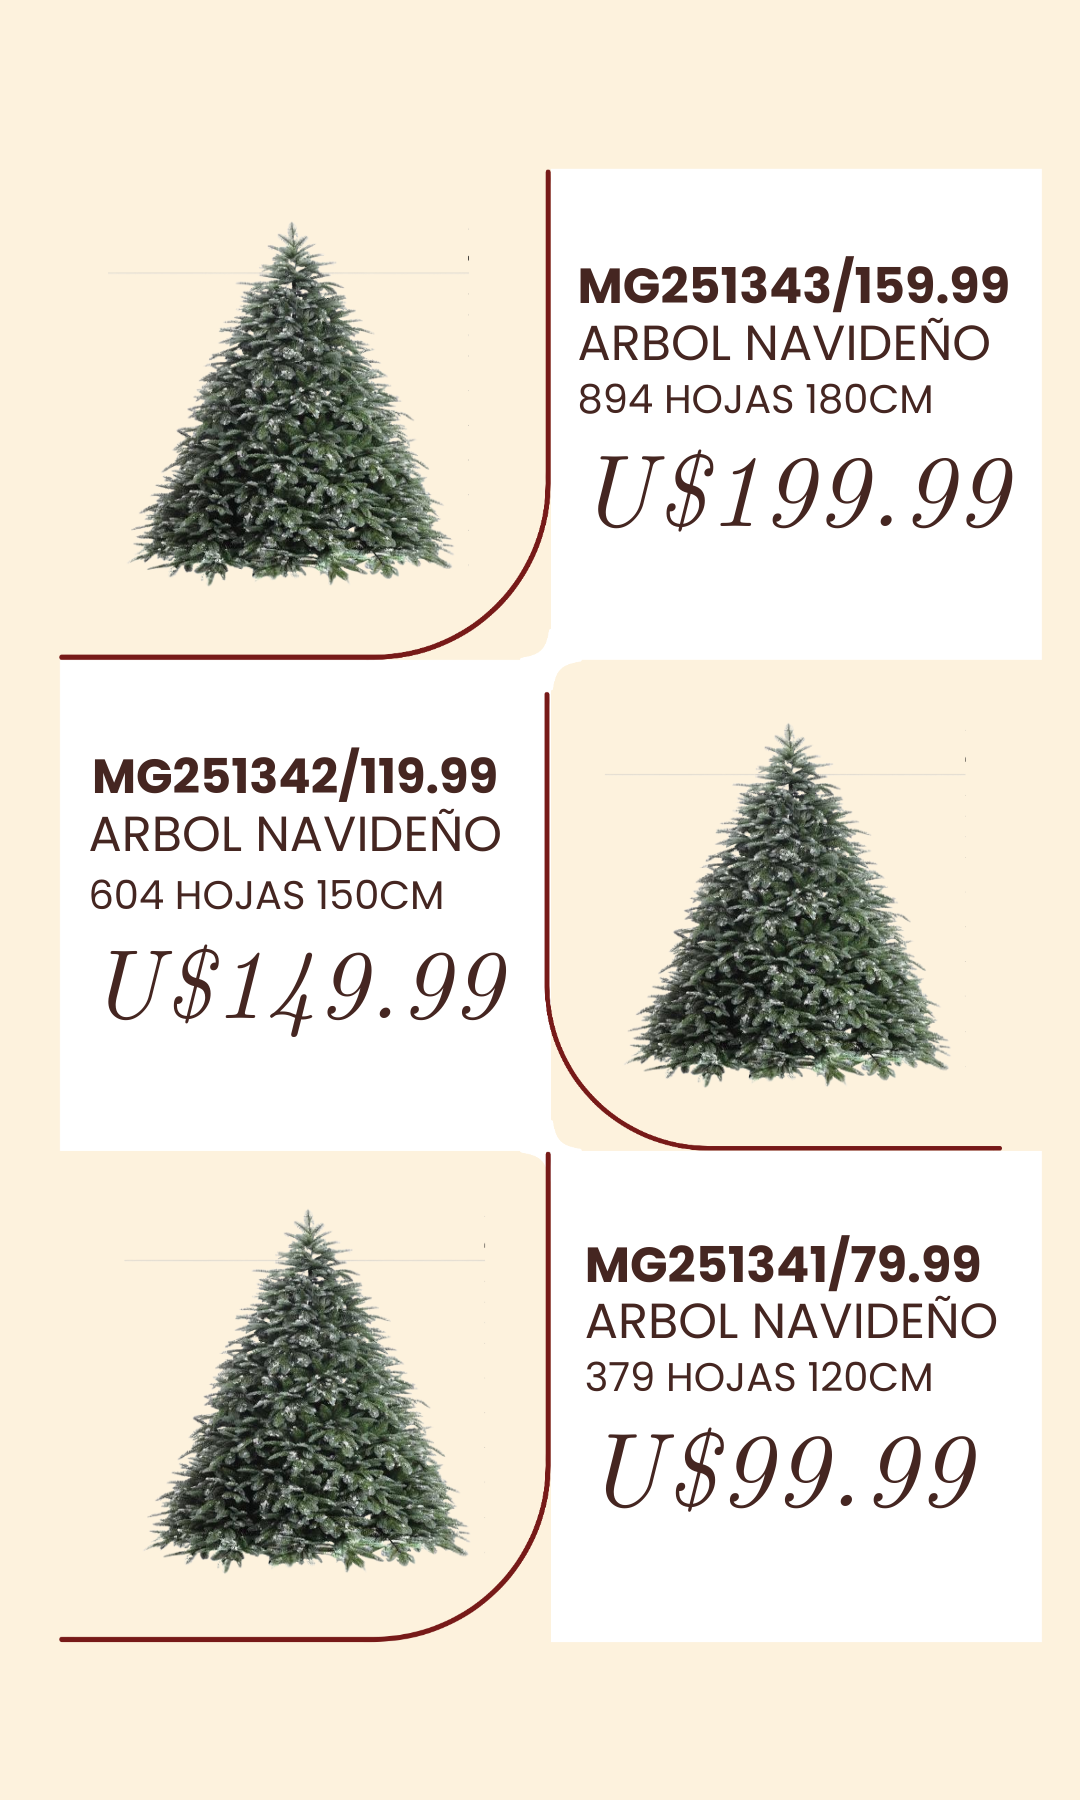 MG251343/159.99
ARBOL NAVIDEÑO
894 HOJAS 180CM
U$199.99
MG251342/119.99
ARBOL NAVIDEÑO
604 HOJAS 150CM
U$149.99
MG251341/79.99
ARBOL NAVIDEÑO
379 HOJAS 120CM
U$99.99